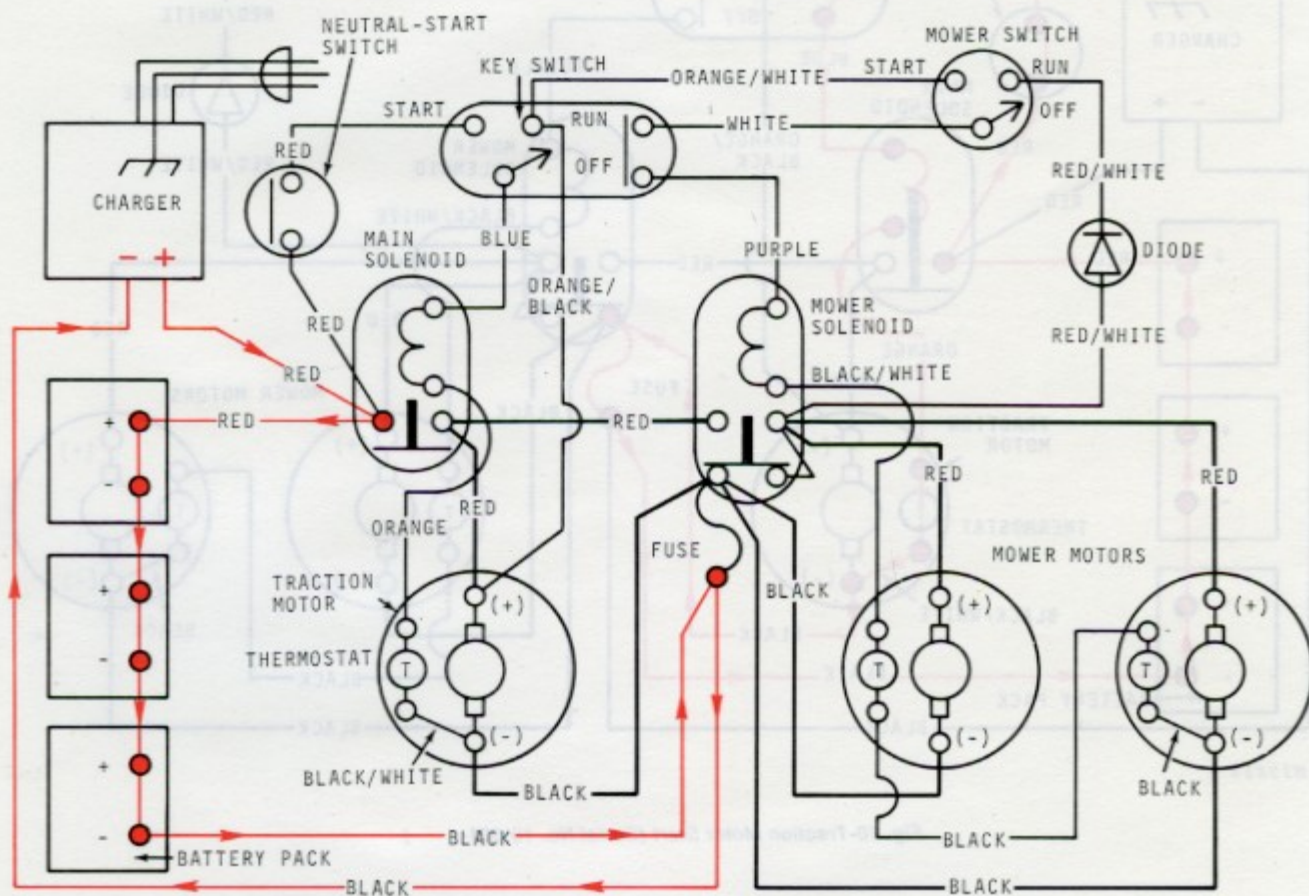 NEUTRAL-START
SWITCH
KEY SWITCH
MOWER SWITCH
ORANGE/WHITE
START
RUN
START
RUN
OFF
WHITE
OFF
RED
CHARGER
- +
RED/WHITE
BLUE
PURPLE
DIODE
MAIN
SOLENOID
ORANGE/
BLACK
MOWER
SOLENOID
RED
RED/WHITE
RED
BLACK/WHITE
RED
RED
+
-
RED
RED
RED
ORANGE
FUSE
MOWER MOTORS
TRACTION
MOTOR
BLACK
+
(+)
(+)
(+)
THERMOSTAT
T
T
T
-
(-)
(-)
(-)
BLACK/WHITE
+
BLACK
BLACK
-
BLACK
BLACK
BATTERY PACK
BLACK
BLACK